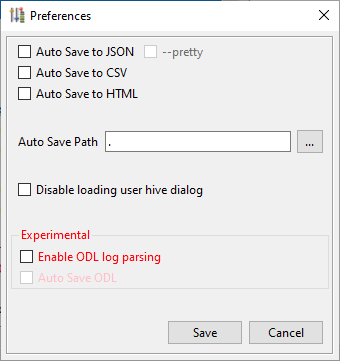 Preferences
Auto Save to JSON --pretty
Auto Save to CSV
Auto Save to HTML
Auto Save Path . ...
Disable loading user hive dialog
Experimental
Enable ODL log parsing
Auto Save ODL
Save Cancel